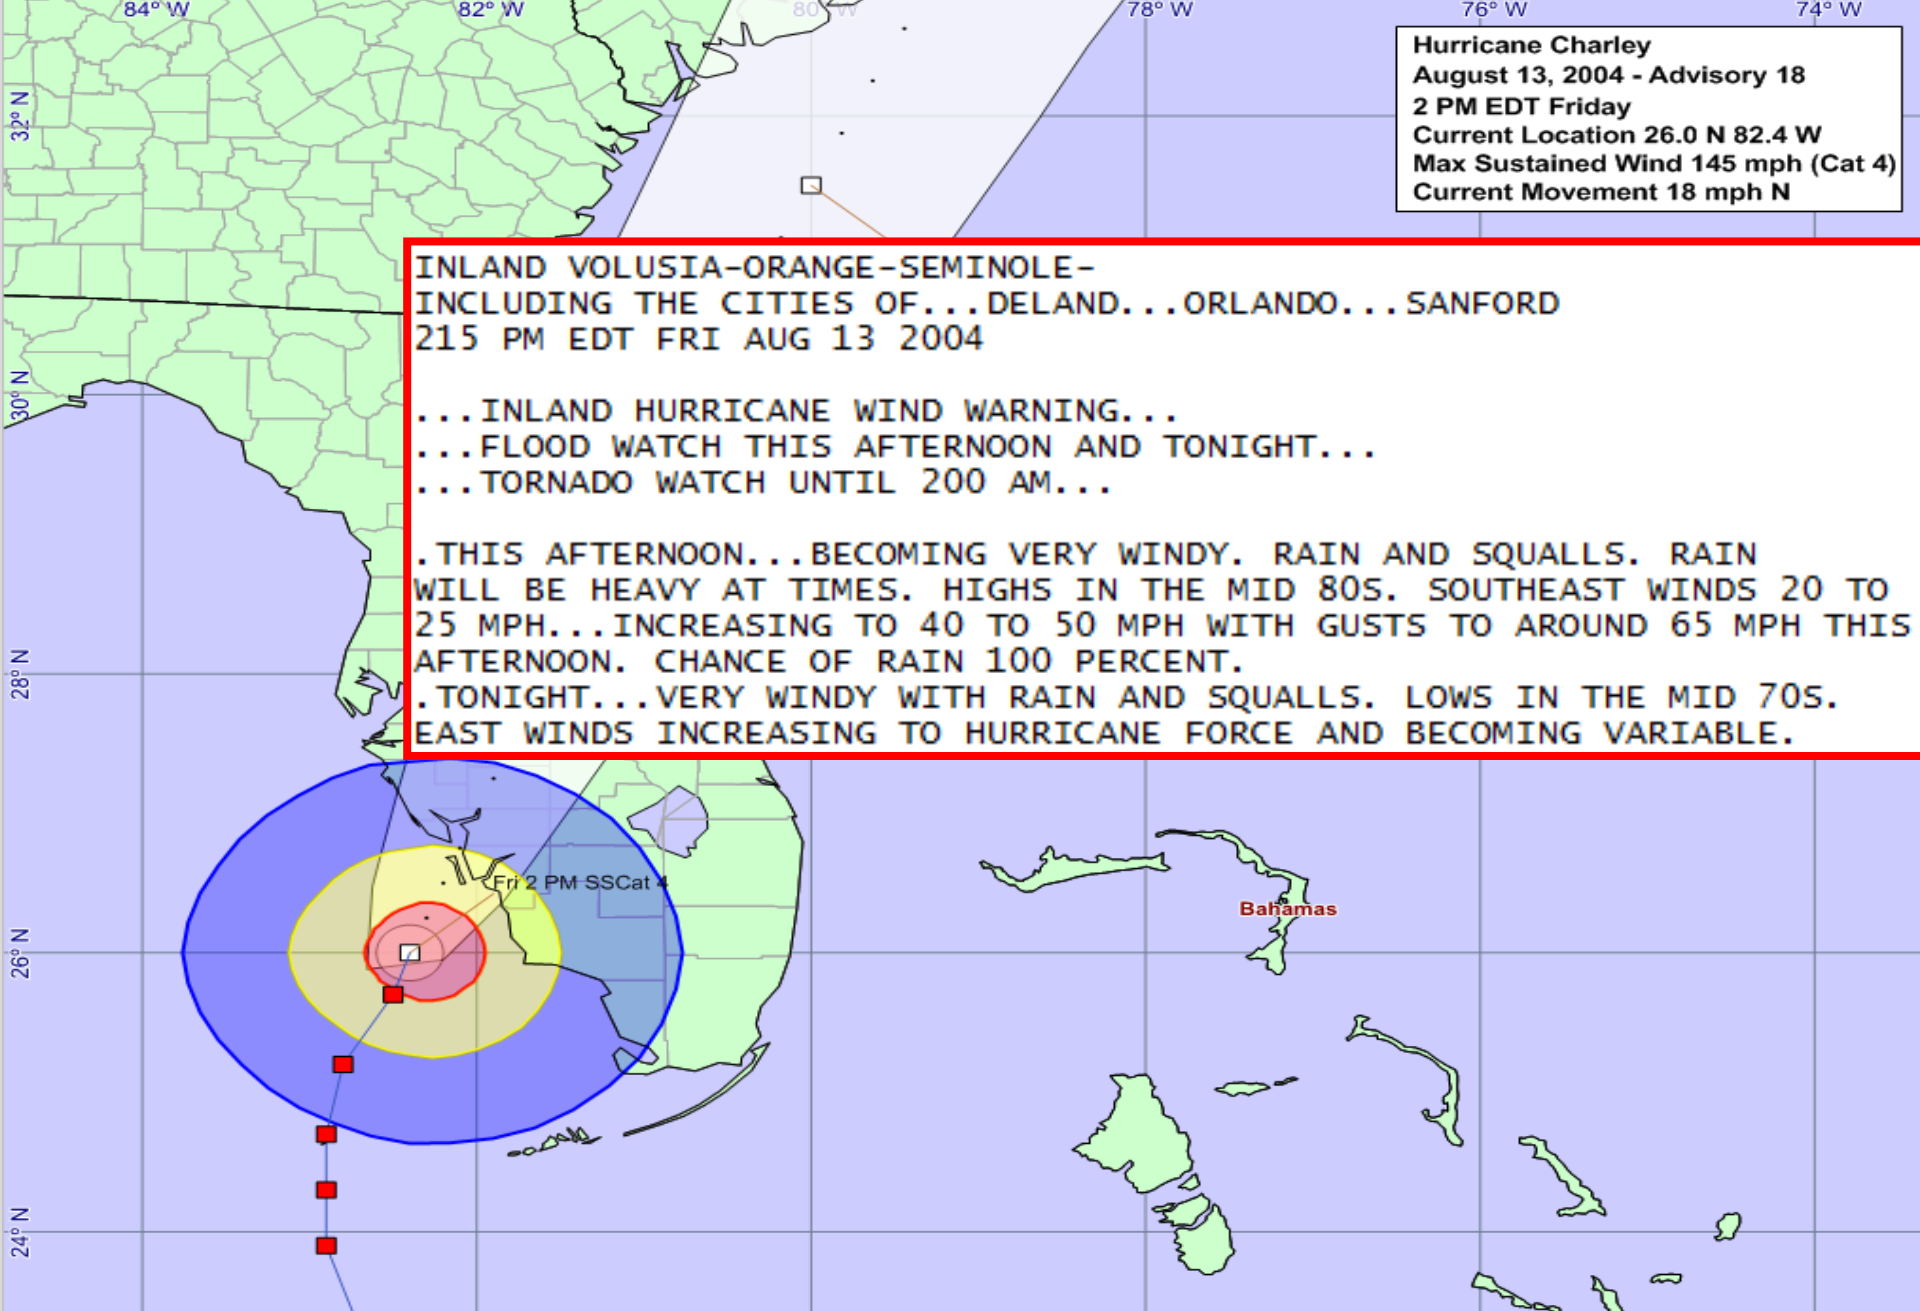 84° W
82° W
80° W
78° W
76° W
74° W
Hurricane Charley
August 13, 2004 - Advisory 18
2 PM EDT Friday
Current Location 26.0 N 82.4 W
Max Sustained Wind 145 mph (Cat 4)
Current Movement 18 mph N
32° N
INLAND VOLUSIA-ORANGE-SEMINOLE-
INCLUDING THE CITIES OF...DELAND...ORLANDO...SANFORD
215 PM EDT FRI AUG 13 2004
...INLAND HURRICANE WIND WARNING...
...FLOOD WATCH THIS AFTERNOON AND TONIGHT...
...TORNADO WATCH UNTIL 200 AM...
.THIS AFTERNOON...BECOMING VERY WINDY. RAIN AND SQUALLS. RAIN
WILL BE HEAVY AT TIMES. HIGHS IN THE MID 80S. SOUTHEAST WINDS 20 TO
25 MPH...INCREASING TO 40 TO 50 MPH WITH GUSTS TO AROUND 65 MPH THIS
AFTERNOON. CHANCE OF RAIN 100 PERCENT.
.TONIGHT...VERY WINDY WITH RAIN AND SQUALLS. LOWS IN THE MID 70S.
EAST WINDS INCREASING TO HURRICANE FORCE AND BECOMING VARIABLE.
30° N
28° N
Fri 2 PM SSCat 4
Bahamas
26° N
24° N